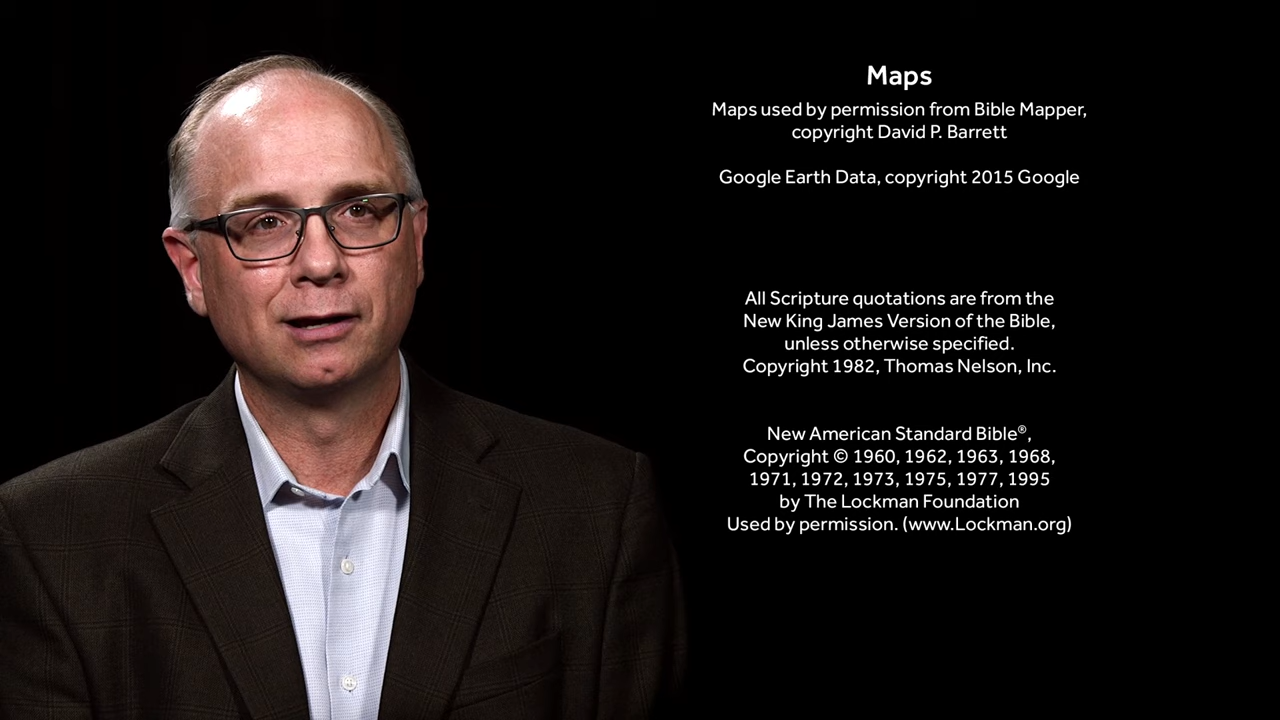 Maps
Maps used by permission from Bible Mapper,
copyright David P. Barrett
Google Earth Data, copyright 2015 Google
All Scripture quotations are from the
New King James Version of the Bible,
unless otherwise specified.
Copyright 1982, Thomas Nelson, Inc.
New American Standard Bible®,
Copyright © 1960, 1962, 1963, 1968,
1971, 1972, 1973, 1975, 1977, 1995
by The Lockman Foundation
Used by permission. (www.Lockman.org)